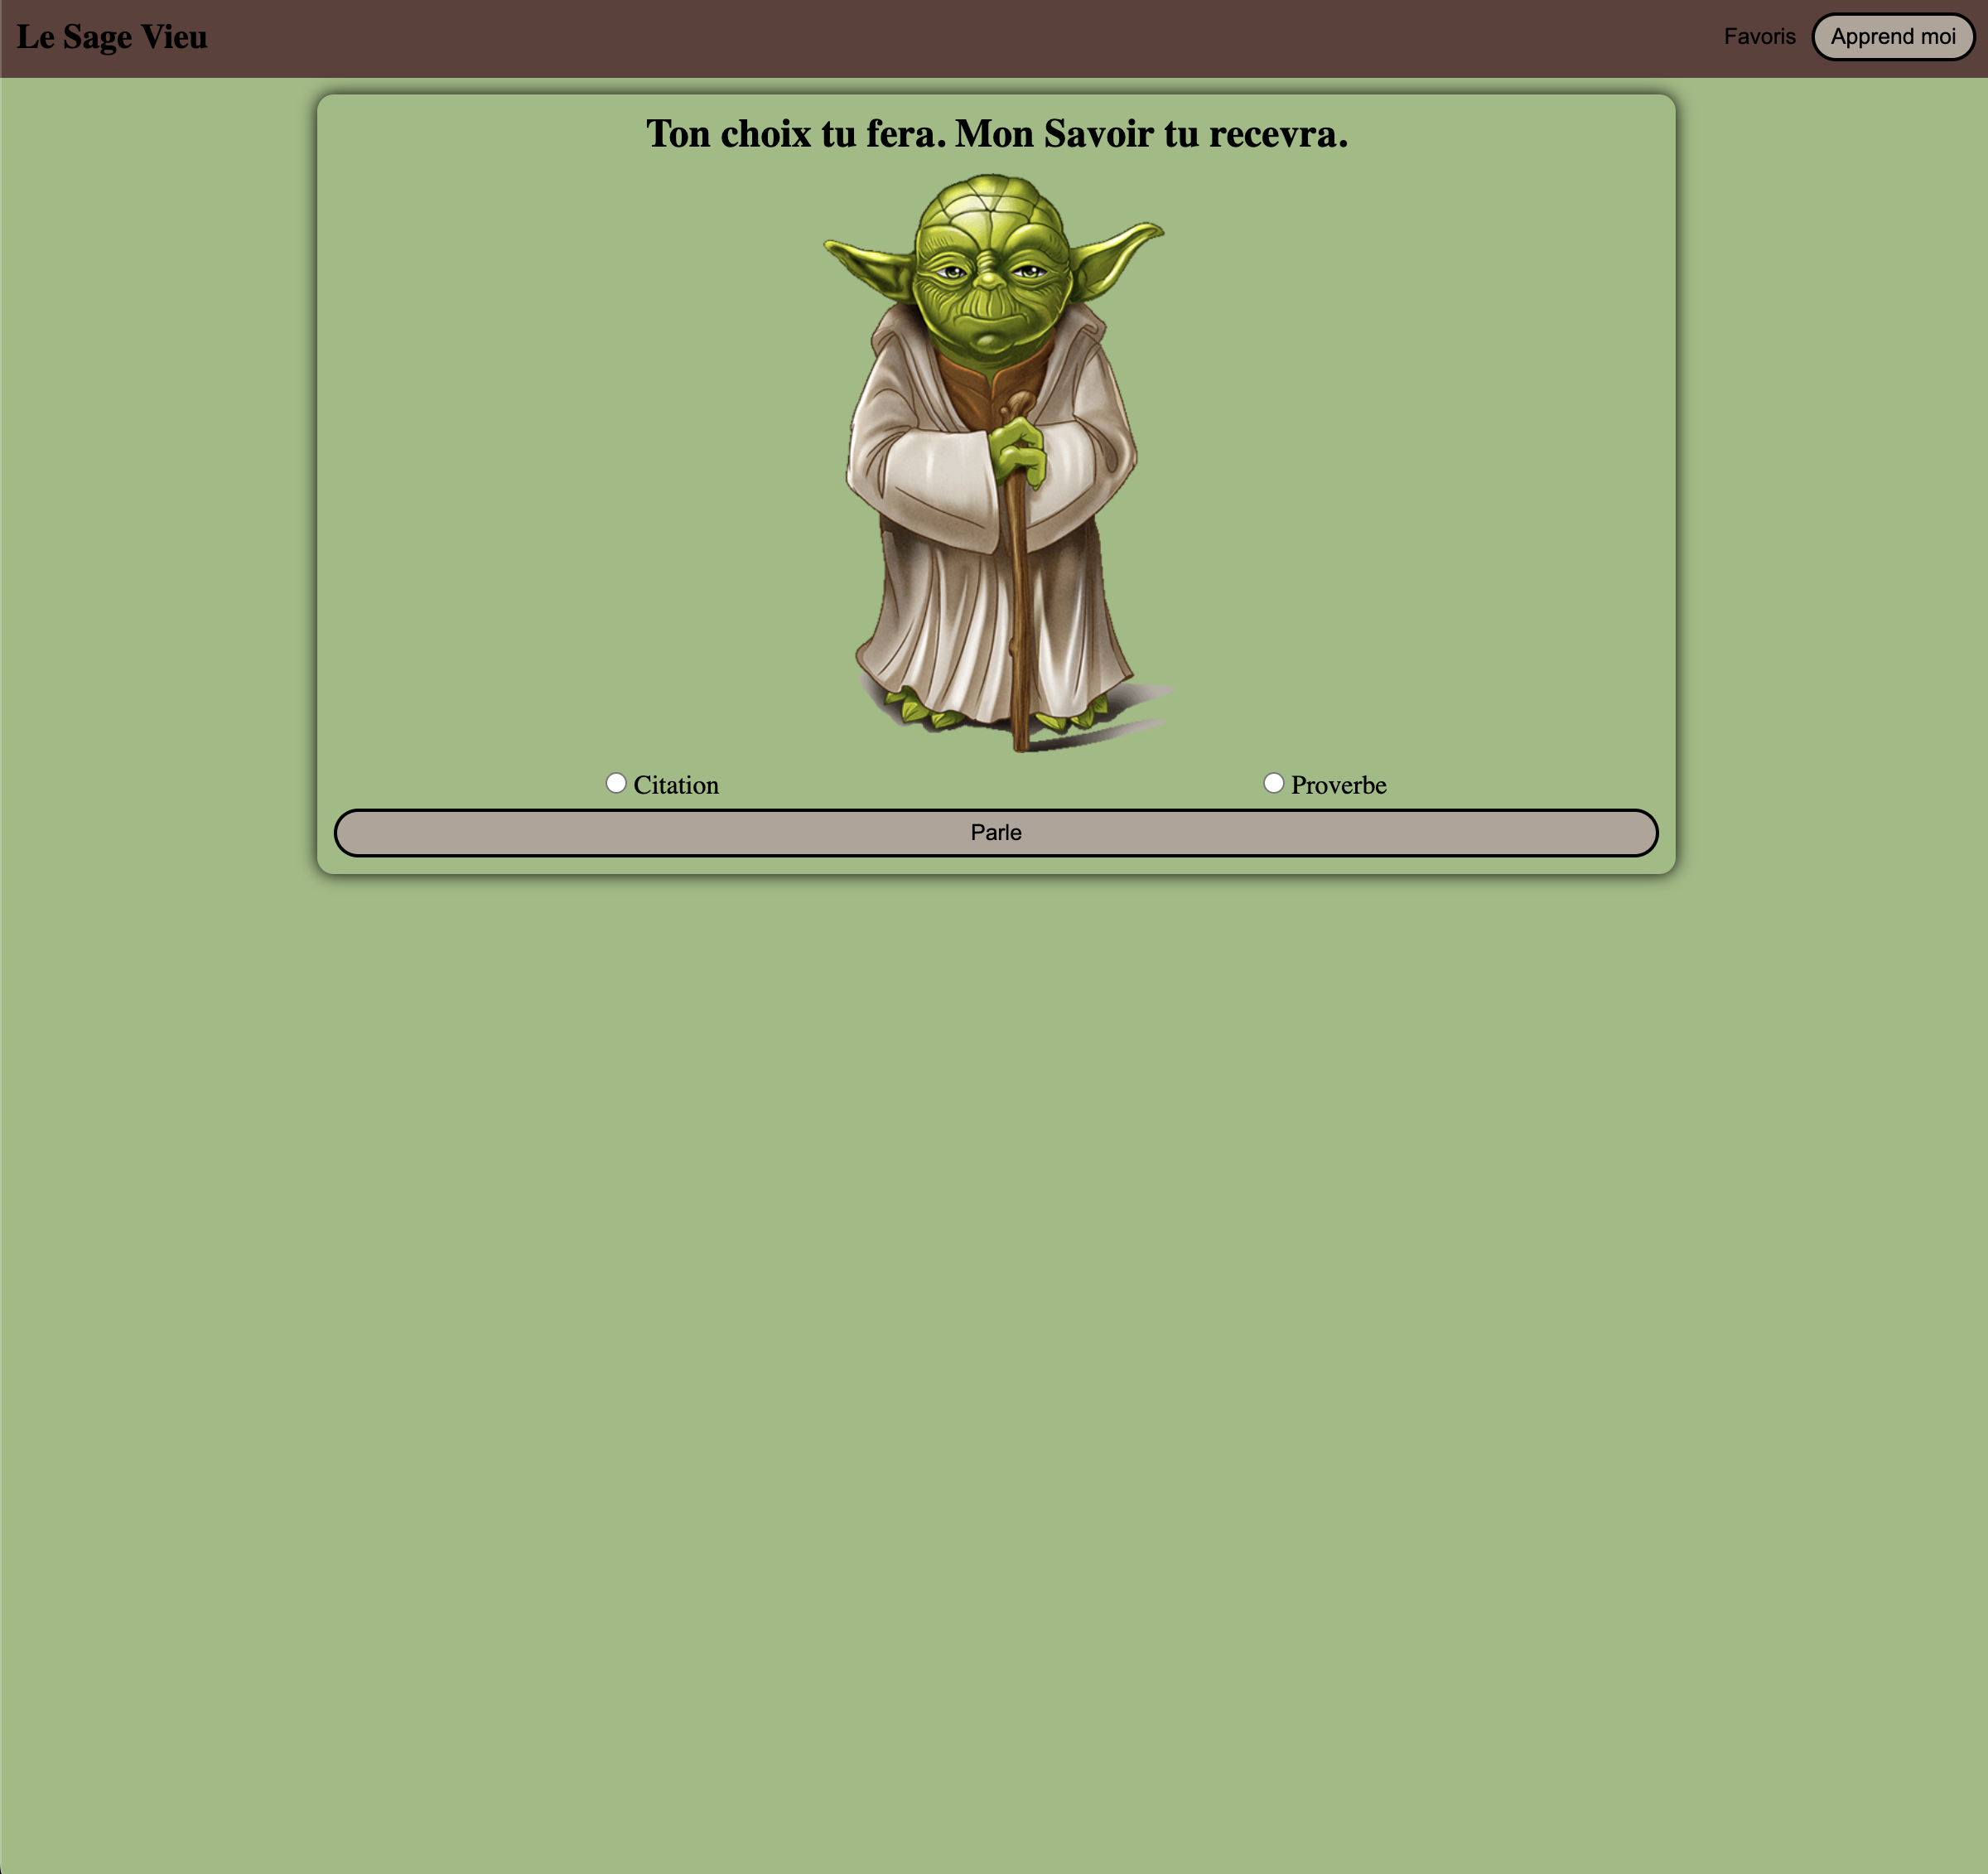 Le Sage Vieu
Favoris
Apprend moi
Ton choix tu fera. Mon Savoir tu recevra.
Citation
Proverbe
Parle